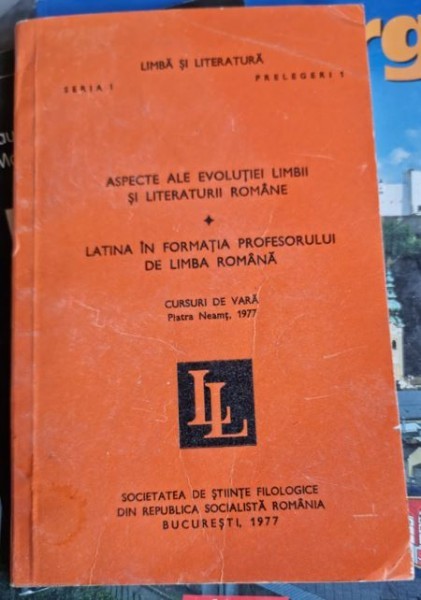 LIMBĂ ȘI LITERATURĂ
SERIA I
PRELEGERI 1
ASPECTE ALE EVOLUȚIEI LIMBII
ȘI LITERATURII ROMÂNE
LATINA ÎN FORMAȚIA PROFESORULUI
DE LIMBA ROMÂNĂ
CURSURI DE VARĂ
Piatra Neamț, 1977
LL
SOCIETATEA DE ȘTIINȚE FILOLOGICE
DIN REPUBLICA SOCIALISTĂ ROMÂNIA
BUCUREȘTI, 1977
rg